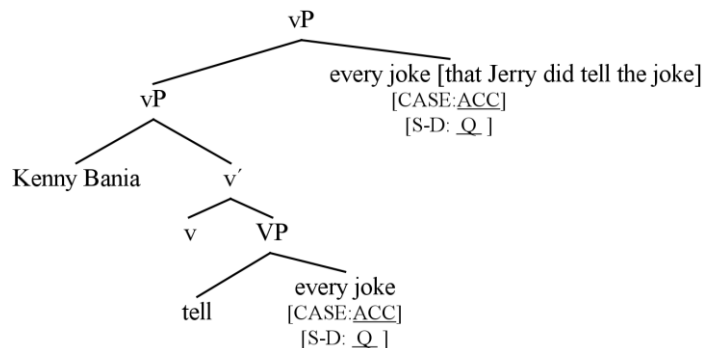 vP
every joke [that Jerry did tell the joke]
[CASE:ACC]
[S-D: Q ]
vP
Kenny Bania
v´
v
VP
tell
every joke
[CASE:ACC]
[S-D: Q ]